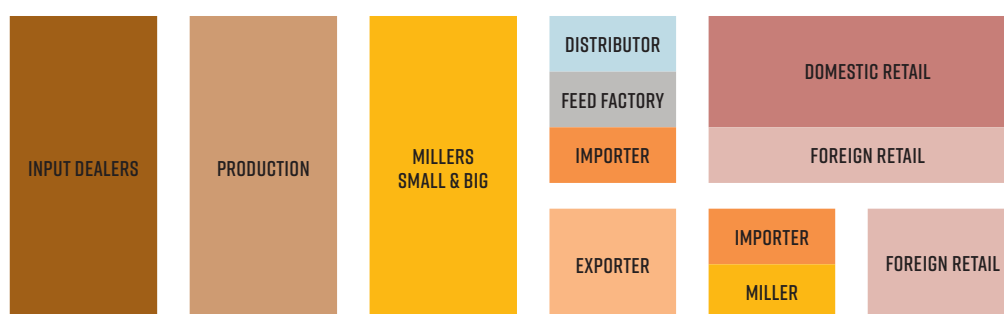 INPUT DEALERS
PRODUCTION
MILLERS
SMALL & BIG
DISTRIBUTOR
FEED FACTORY
IMPORTER
DOMESTIC RETAIL
FOREIGN RETAIL
EXPORTER
IMPORTER
MILLER
FOREIGN RETAIL